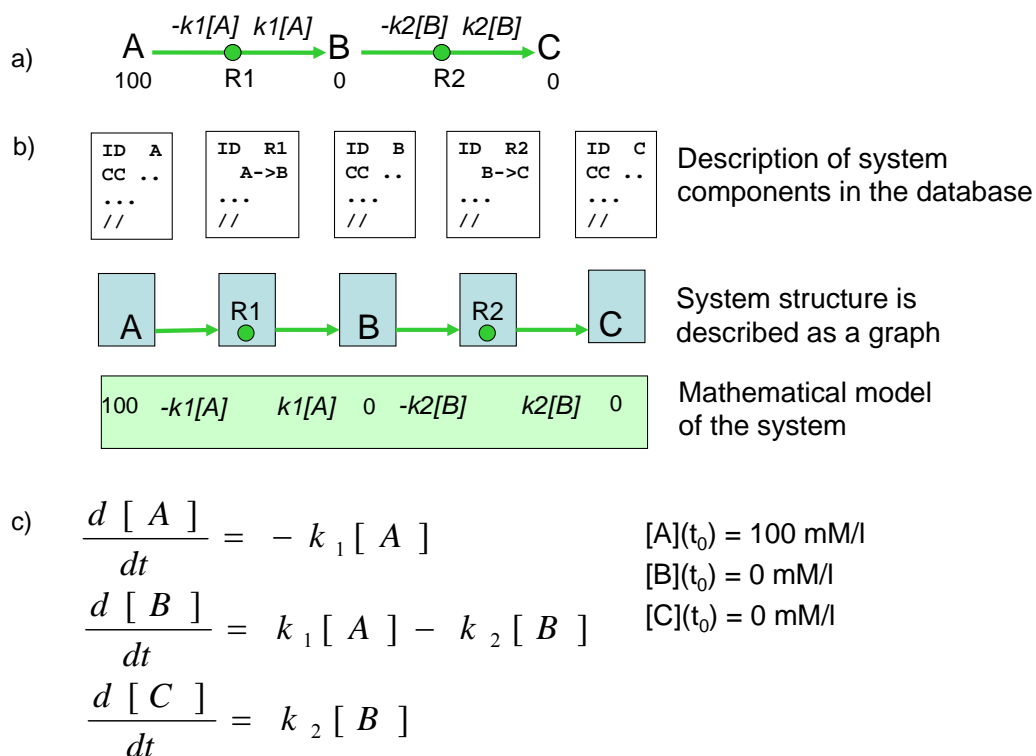 a)
-k1[A] k1[A] -k2[B] k2[B]
A B C
100 R1 0 R2 0
b)
ID A
CC ..
...
//
ID R1
A->B
...
//
ID B
CC ..
...
//
ID R2
B->C
...
//
ID C
CC ..
...
//
Description of system
components in the database
A R1 B R2 C
System structure is
described as a graph
100 -k1[A] k1[A] 0 -k2[B] k2[B] 0
Mathematical model
of the system
c)
d [ A ] / dt = - k₁ [ A ]
d [ B ] / dt = k₁ [ A ] - k₂ [ B ]
d [ C ] / dt = k₂ [ B ]
[A](t₀) = 100 mM/l
[B](t₀) = 0 mM/l
[C](t₀) = 0 mM/l